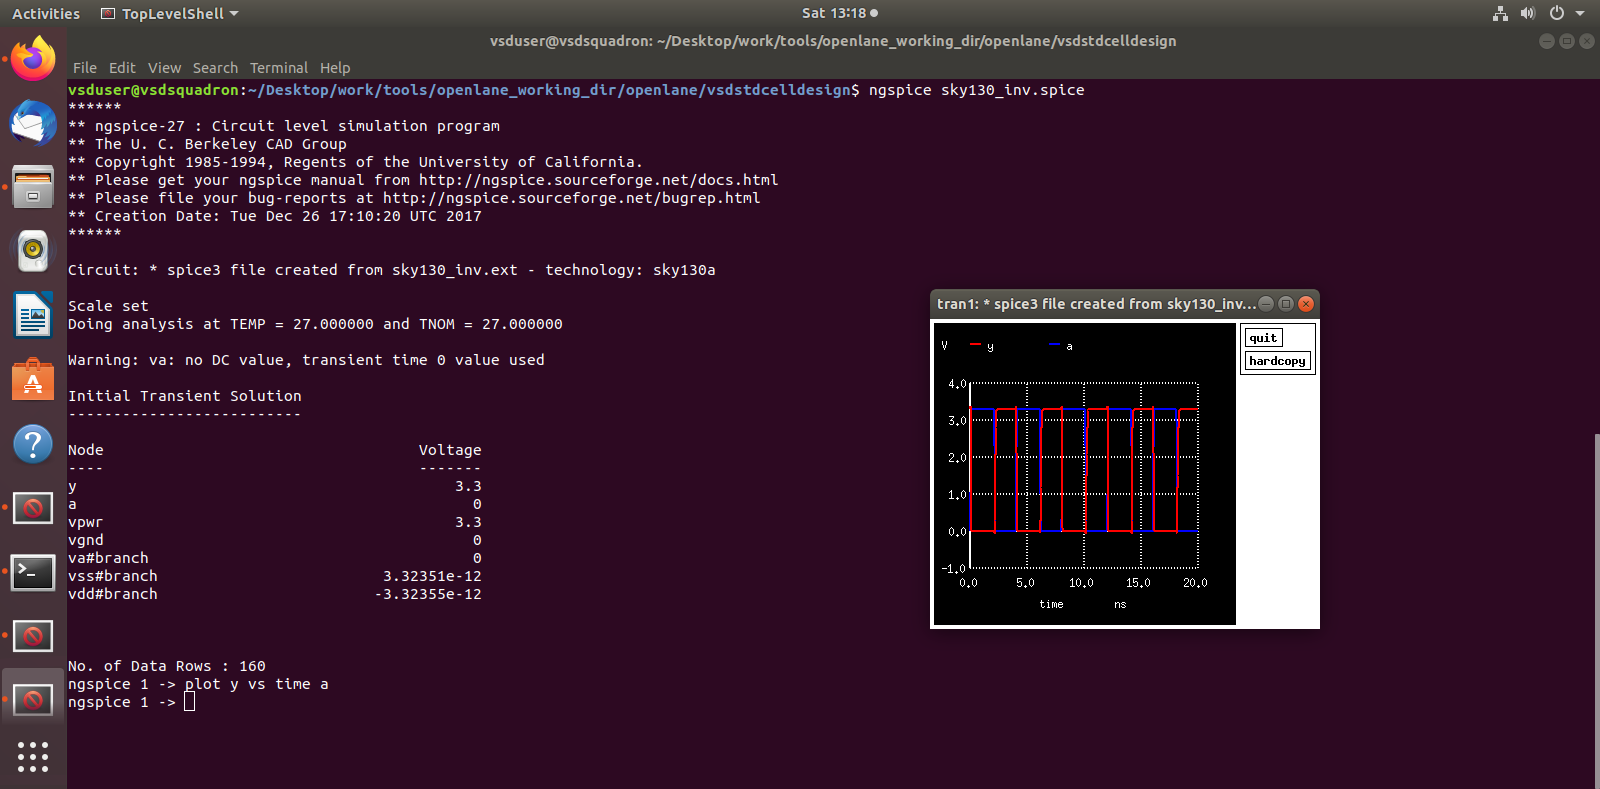 Activities TopLevelShell Sat 13:18
vsduser@vsdsquadron: ~/Desktop/work/tools/openlane_working_dir/openlane/vsdstdcelldesign
File Edit View Search Terminal Help
vsduser@vsdsquadron:~/Desktop/work/tools/openlane_working_dir/openlane/vsdstdcelldesign$ ngspice sky130_inv.spice
******
** ngspice-27 : Circuit level simulation program
** The U. C. Berkeley CAD Group
** Copyright 1985-1994, Regents of the University of California.
** Please get your ngspice manual from http://ngspice.sourceforge.net/docs.html
** Please file your bug-reports at http://ngspice.sourceforge.net/bugrep.html
** Creation Date: Tue Dec 26 17:10:20 UTC 2017
******
Circuit: * spice3 file created from sky130_inv.ext - technology: sky130a
Scale set
Doing analysis at TEMP = 27.000000 and TNOM = 27.000000
Warning: va: no DC value, transient time 0 value used
Initial Transient Solution
--------------------------
Node Voltage
---- -------
y 3.3
a 0
vpwr 3.3
vgnd 0
va#branch 0
vss#branch 3.32351e-12
vdd#branch -3.32355e-12
No. of Data Rows : 160
ngspice 1 -> plot y vs time a
ngspice 1 ->
tran1: * spice3 file created from sky130_inv...
quit
hardcopy
V y a
4.0
3.0
2.0
1.0
0.0
-1.0
0.0 5.0 10.0 15.0 20.0
time ns